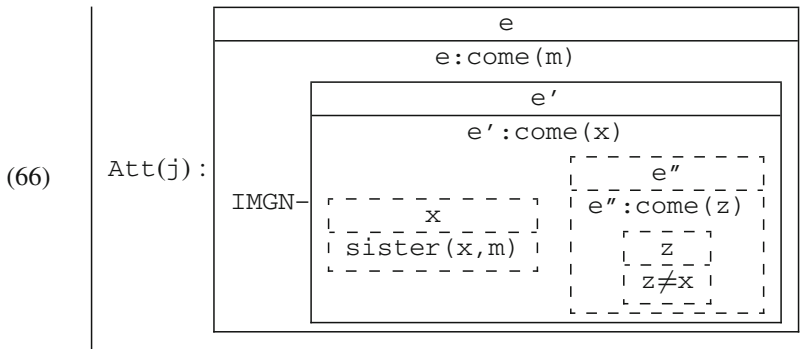 e
e:come(m)
e′
e′:come(x)
(66) Att(j): e″
IMGN- x e″:come(z)
sister(x,m) z
z≠x